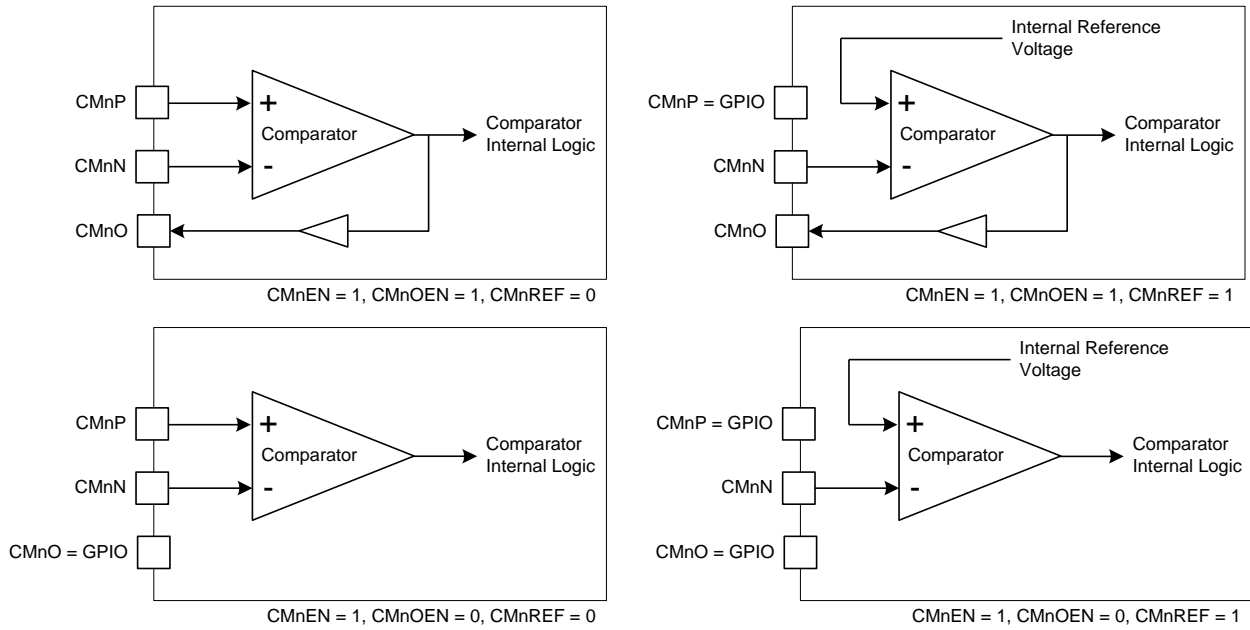 CMnP
CMnN
CMnO
+
-
Comparator
Comparator
Internal Logic
CMnEN = 1, CMnOEN = 1, CMnREF = 0
Internal Reference
Voltage
CMnP = GPIO
CMnN
CMnO
+
-
Comparator
Comparator
Internal Logic
CMnEN = 1, CMnOEN = 1, CMnREF = 1
CMnP
CMnN
CMnO = GPIO
+
-
Comparator
Comparator
Internal Logic
CMnEN = 1, CMnOEN = 0, CMnREF = 0
Internal Reference
Voltage
CMnP = GPIO
CMnN
CMnO = GPIO
+
-
Comparator
Comparator
Internal Logic
CMnEN = 1, CMnOEN = 0, CMnREF = 1